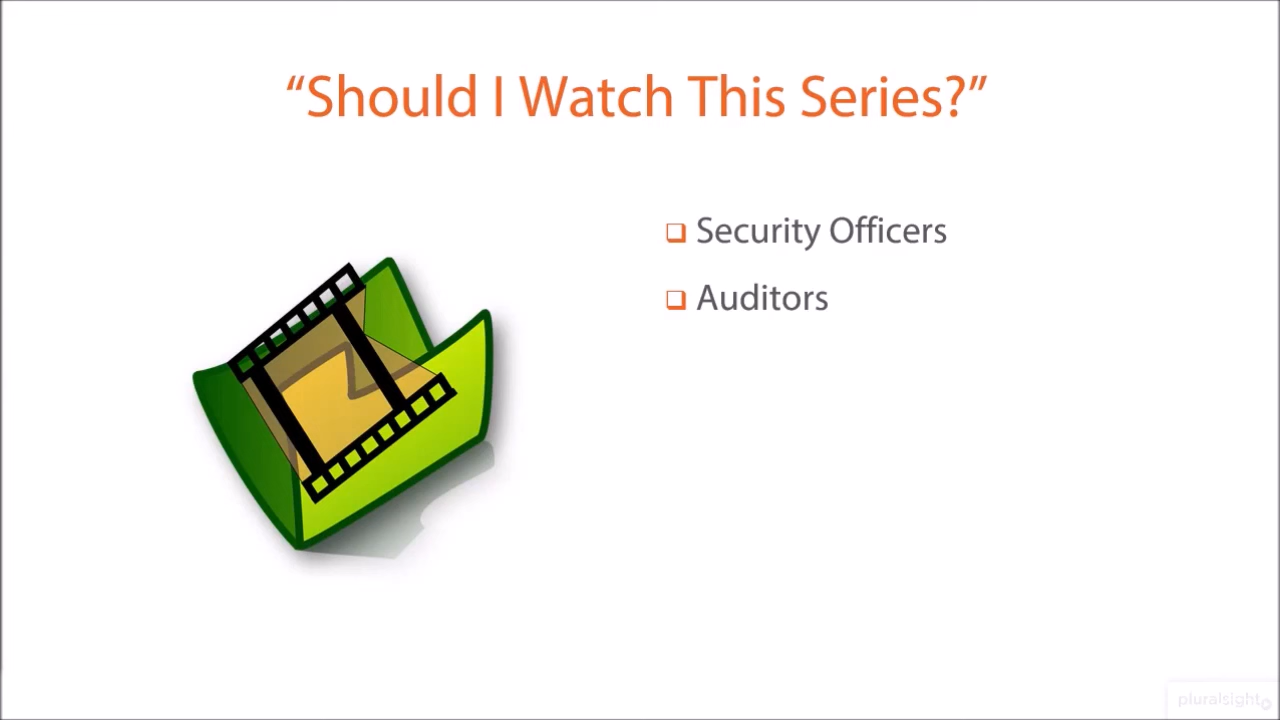 “Should I Watch This Series?”
Security Officers
Auditors
pluralsight